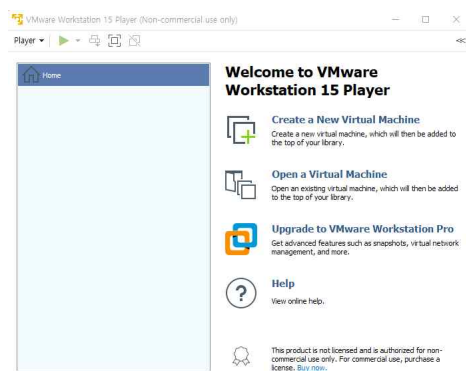 VMware Workstation 15 Player (Non-commercial use only)
Player
Home
Welcome to VMware
Workstation 15 Player
Create a New Virtual Machine
Create a new virtual machine, which will then be added to
the top of your library.
Open a Virtual Machine
Open an existing virtual machine, which will then be added
to the top of your library.
Upgrade to VMware Workstation Pro
Get advanced features such as snapshots, virtual network
management, and more.
Help
View online help.
This product is not licensed and is authorized for non-
commercial use only. For commercial use, purchase a
license. Buy now.